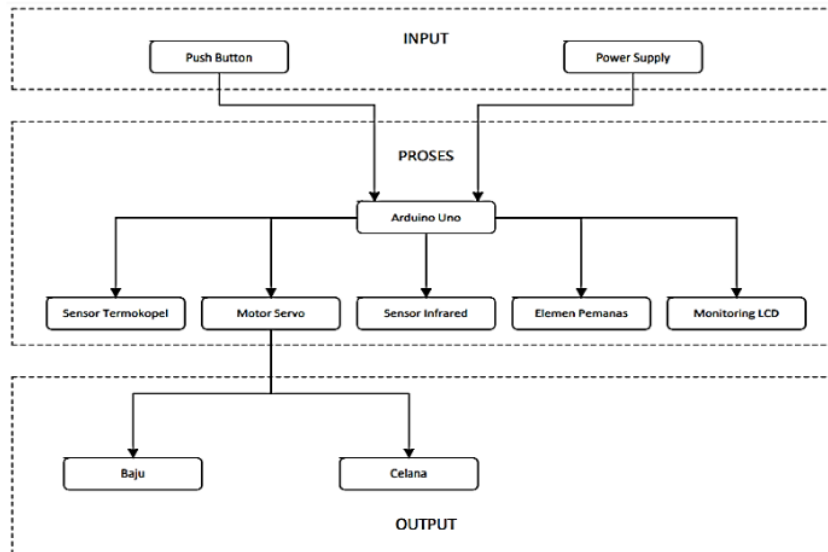 INPUT
Push Button
Power Supply
PROSES
Arduino Uno
Sensor Termokopel
Motor Servo
Sensor Infrared
Elemen Pemanas
Monitoring LCD
Baju
Celana
OUTPUT